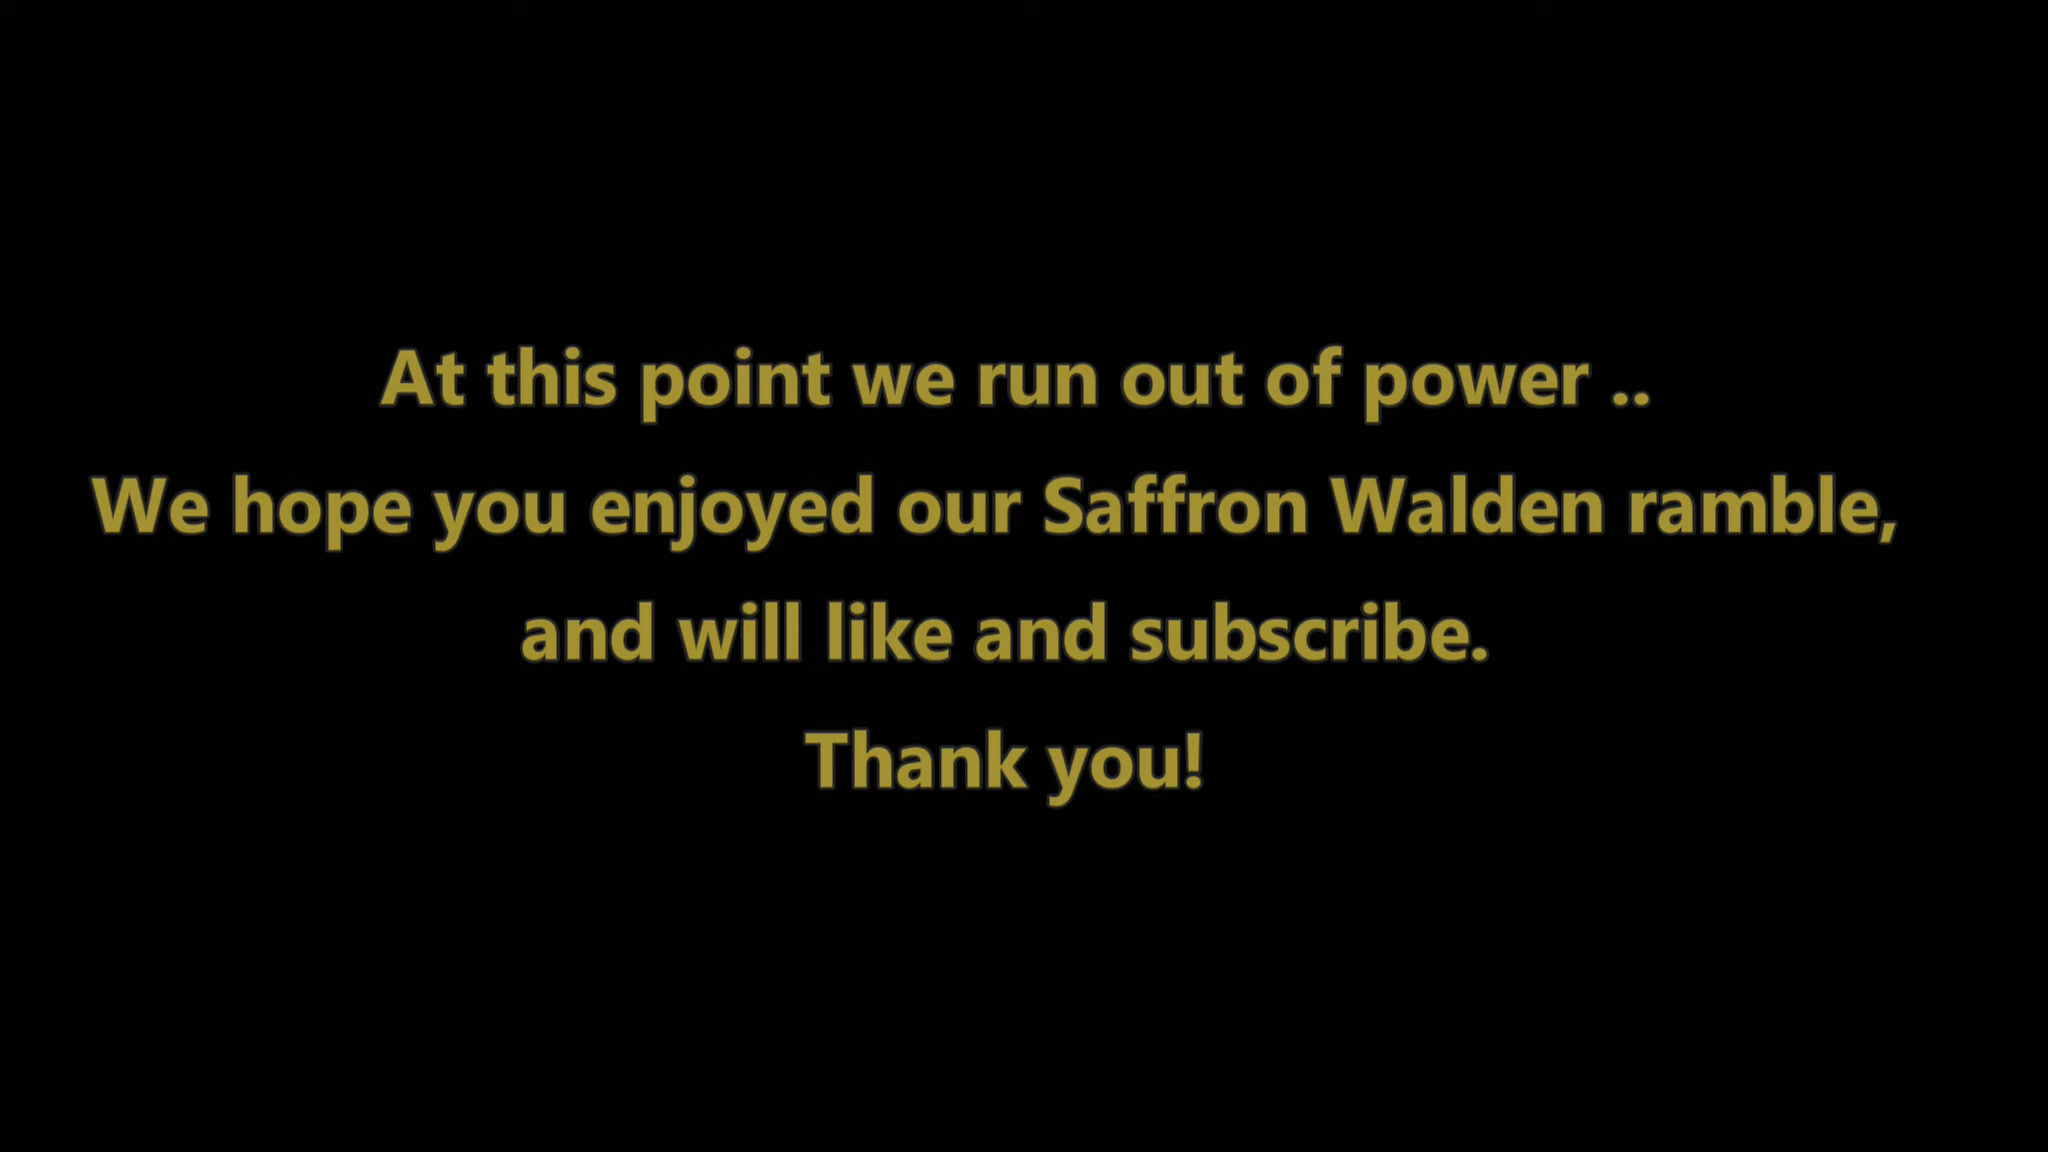 At this point we run out of power ..
We hope you enjoyed our Saffron Walden ramble,
and will like and subscribe.
Thank you!